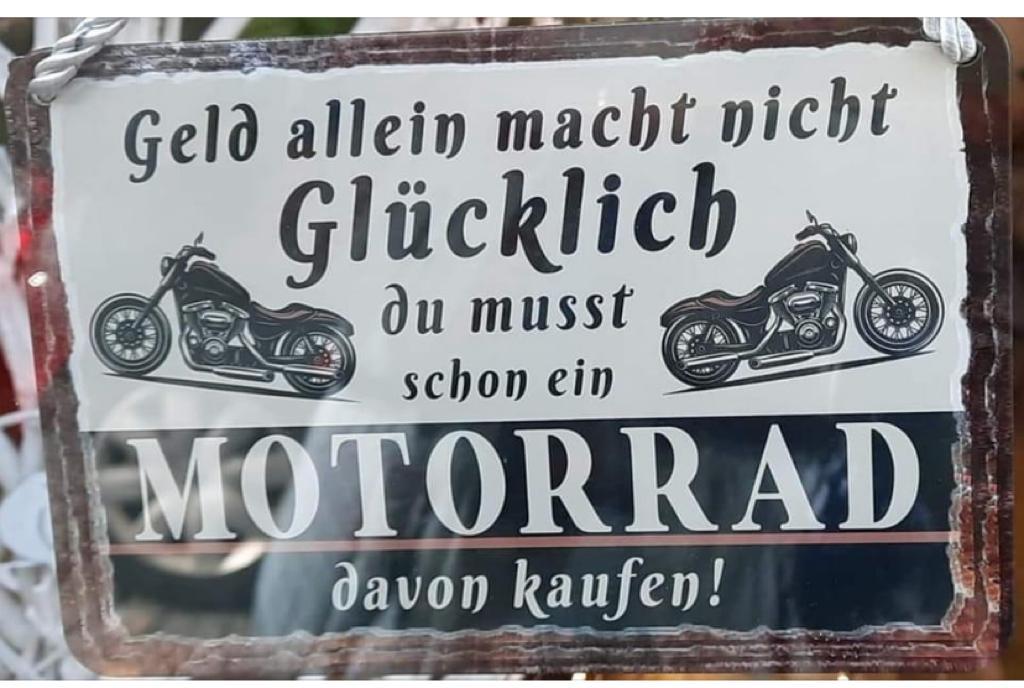 Geld allein macht nicht
Glücklich
du musst
schon ein
MOTORRAD
davon kaufen!